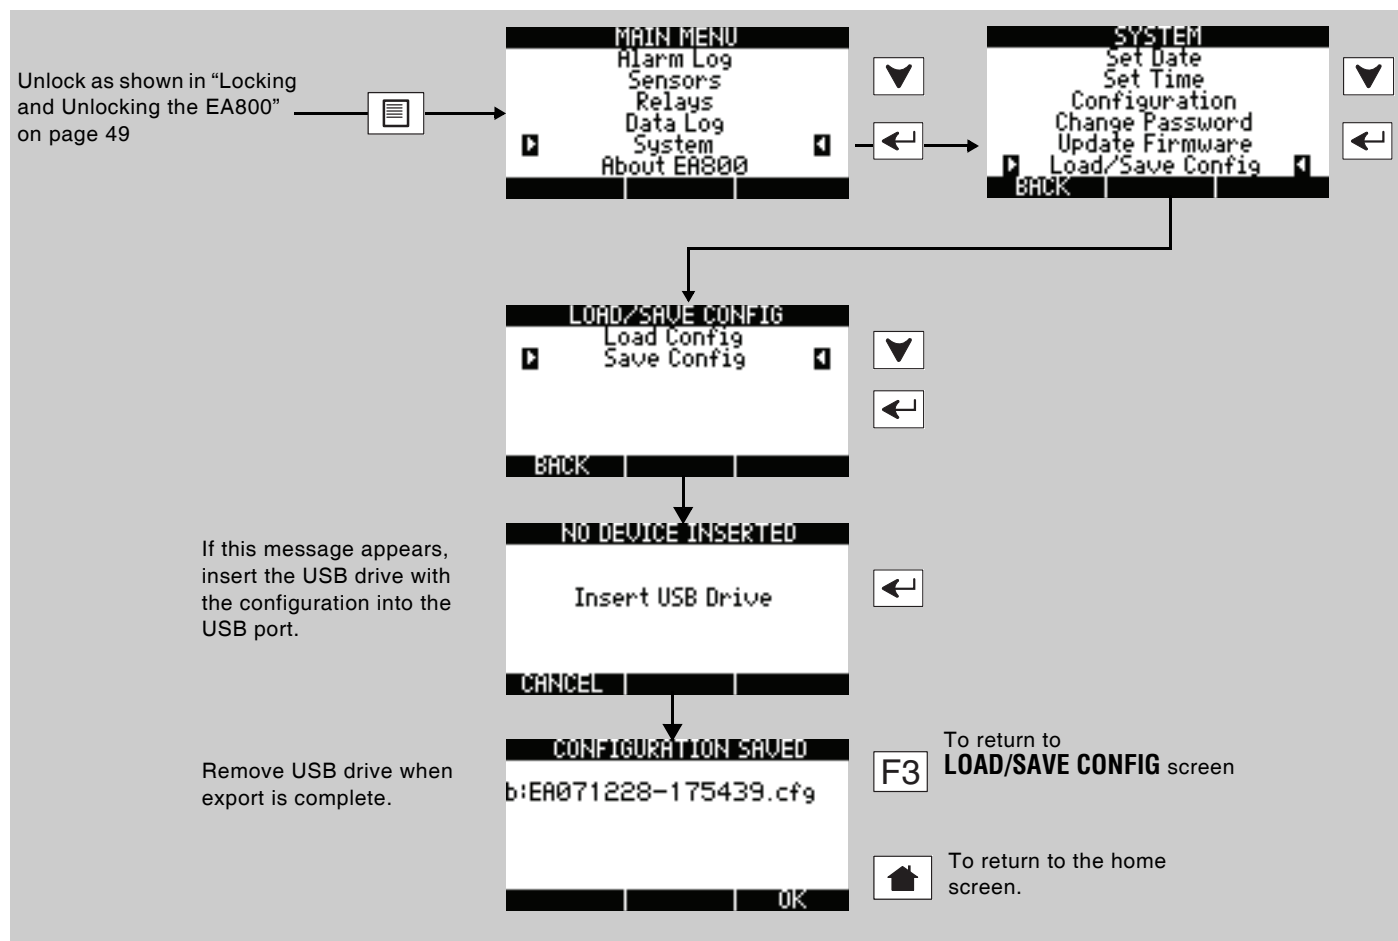 Unlock as shown in “Locking
and Unlocking the EA800”
on page 49
MAIN MENU
Alarm Log
Sensors
Relays
Data Log
System
About EA800
SYSTEM
Set Date
Set Time
Configuration
Change Password
Update Firmware
Load/Save Config
BACK
LOAD/SAVE CONFIG
Load Config
Save Config
BACK
If this message appears,
insert the USB drive with
the configuration into the
USB port.
NO DEVICE INSERTED
Insert USB Drive
CANCEL
Remove USB drive when
export is complete.
CONFIGURATION SAVED
b:EA071228-175439.cfg
OK
F3
To return to
LOAD/SAVE CONFIG screen
To return to the home
screen.